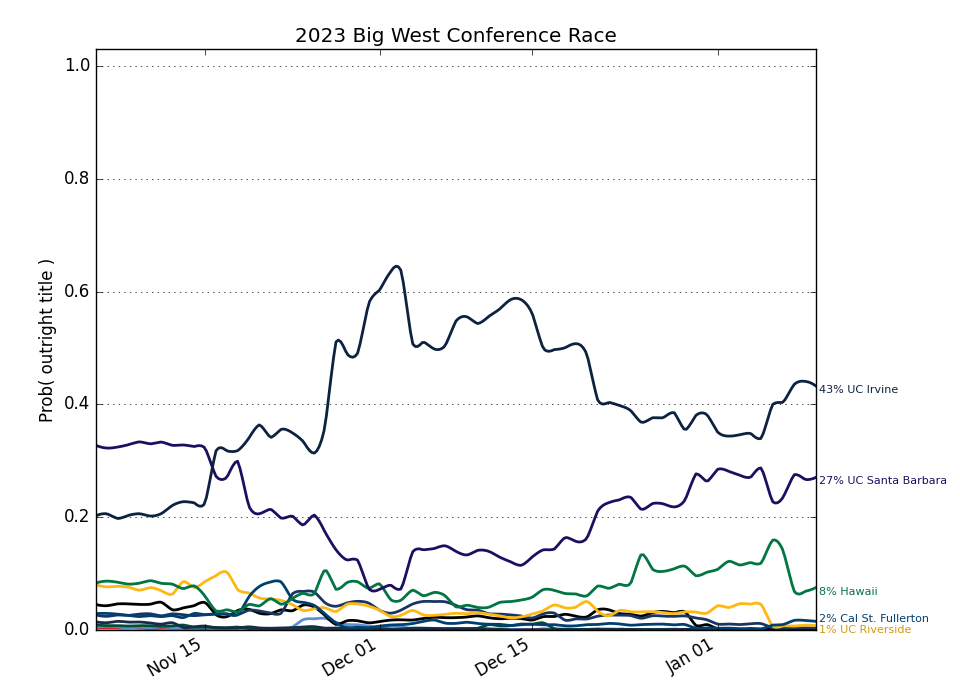 2023 Big West Conference Race
Prob( outright title )
1.0
0.8
0.6
0.4
0.2
0.0
Nov 15
Dec 01
Dec 15
Jan 01
43% UC Irvine
27% UC Santa Barbara
8% Hawaii
2% Cal St. Fullerton
1% UC Riverside